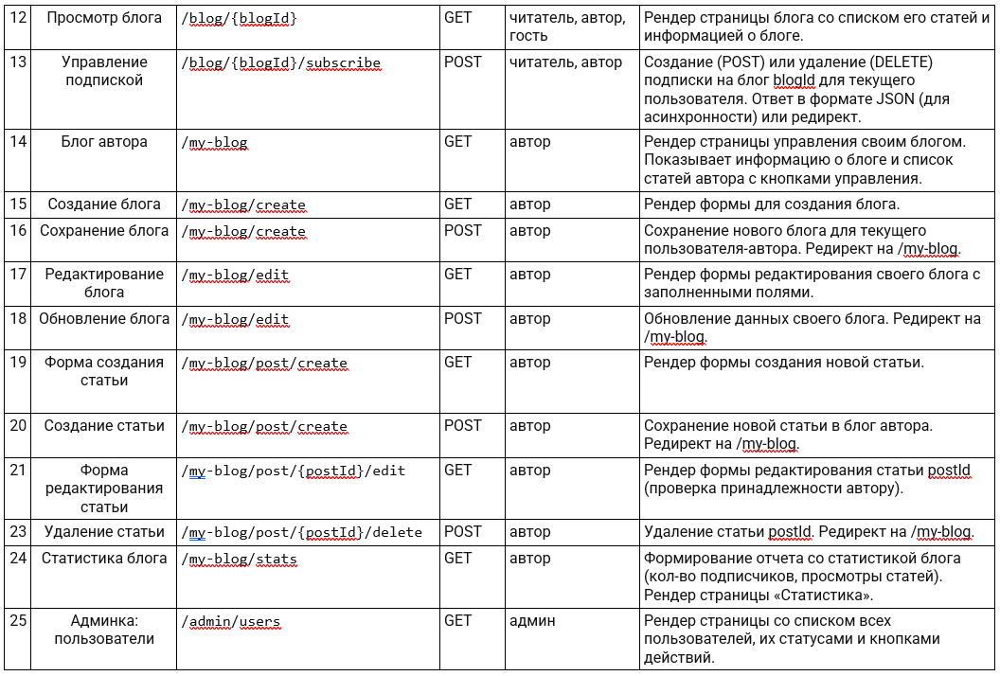 12 Просмотр блога /blog/{blogId} GET читатель, автор, гость Рендер страницы блога со списком его статей и информацией о блоге.
13 Управление подпиской /blog/{blogId}/subscribe POST читатель, автор Создание (POST) или удаление (DELETE) подписки на блог blogId для текущего пользователя. Ответ в формате JSON (для асинхронности) или редирект.
14 Блог автора /my-blog GET автор Рендер страницы управления своим блогом. Показывает информацию о блоге и список статей автора с кнопками управления.
15 Создание блога /my-blog/create GET автор Рендер формы для создания блога.
16 Сохранение блога /my-blog/create POST автор Сохранение нового блога для текущего пользователя-автора. Редирект на /my-blog.
17 Редактирование блога /my-blog/edit GET автор Рендер формы редактирования своего блога с заполненными полями.
18 Обновление блога /my-blog/edit POST автор Обновление данных своего блога. Редирект на /my-blog.
19 Форма создания статьи /my-blog/post/create GET автор Рендер формы создания новой статьи.
20 Создание статьи /my-blog/post/create POST автор Сохранение новой статьи в блог автора. Редирект на /my-blog.
21 Форма редактирования статьи /my-blog/post/{postId}/edit GET автор Рендер формы редактирования статьи postId (проверка принадлежности автору).
23 Удаление статьи /my-blog/post/{postId}/delete POST автор Удаление статьи postId. Редирект на /my-blog.
24 Статистика блога /my-blog/stats GET автор Формирование отчета со статистикой блога (кол-во подписчиков, просмотры статей). Рендер страницы «Статистика».
25 Админка: пользователи /admin/users GET админ Рендер страницы со списком всех пользователей, их статусами и кнопками действий.